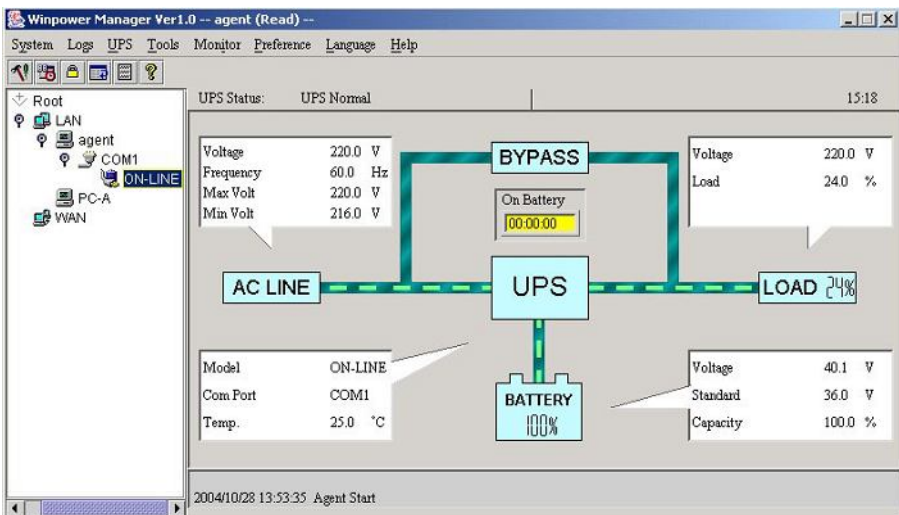 Winpower Manager Ver1.0 -- agent (Read) --
System Logs UPS Tools Monitor Preference Language Help
Root
LAN
agent
COM1
ON-LINE
PC-A
WAN
UPS Status: UPS Normal 15:18
Voltage 220.0 V
Frequency 60.0 Hz
Max Volt 220.0 V
Min Volt 216.0 V
BYPASS
On Battery
00:00:00
Voltage 220.0 V
Load 24.0 %
AC LINE
UPS
LOAD 24%
Model ON-LINE
Com Port COM1
Temp. 25.0 °C
BATTERY
100%
Voltage 40.1 V
Standard 36.0 V
Capacity 100.0 %
2004/10/28 13:53:35 Agent Start